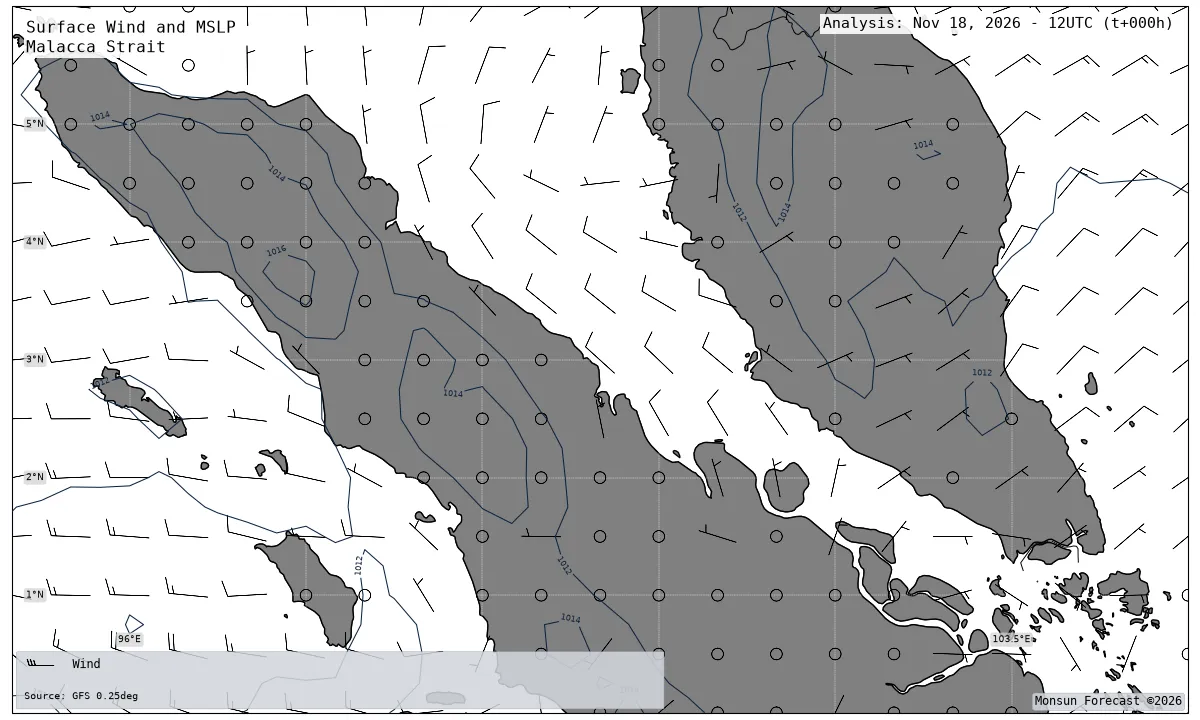 Surface Wind and MSLP
Malacca Strait
Analysis: Nov 18, 2026 - 12UTC (t+000h)
1014
5°N
1014
1014
1012
1014
4°N
1016
3°N
1012
1014
1012
2°N
1012
1012
1°N
1014
96°E
103.5°E
Wind
Source: GFS 0.25deg
Monsun Forecast ©2026